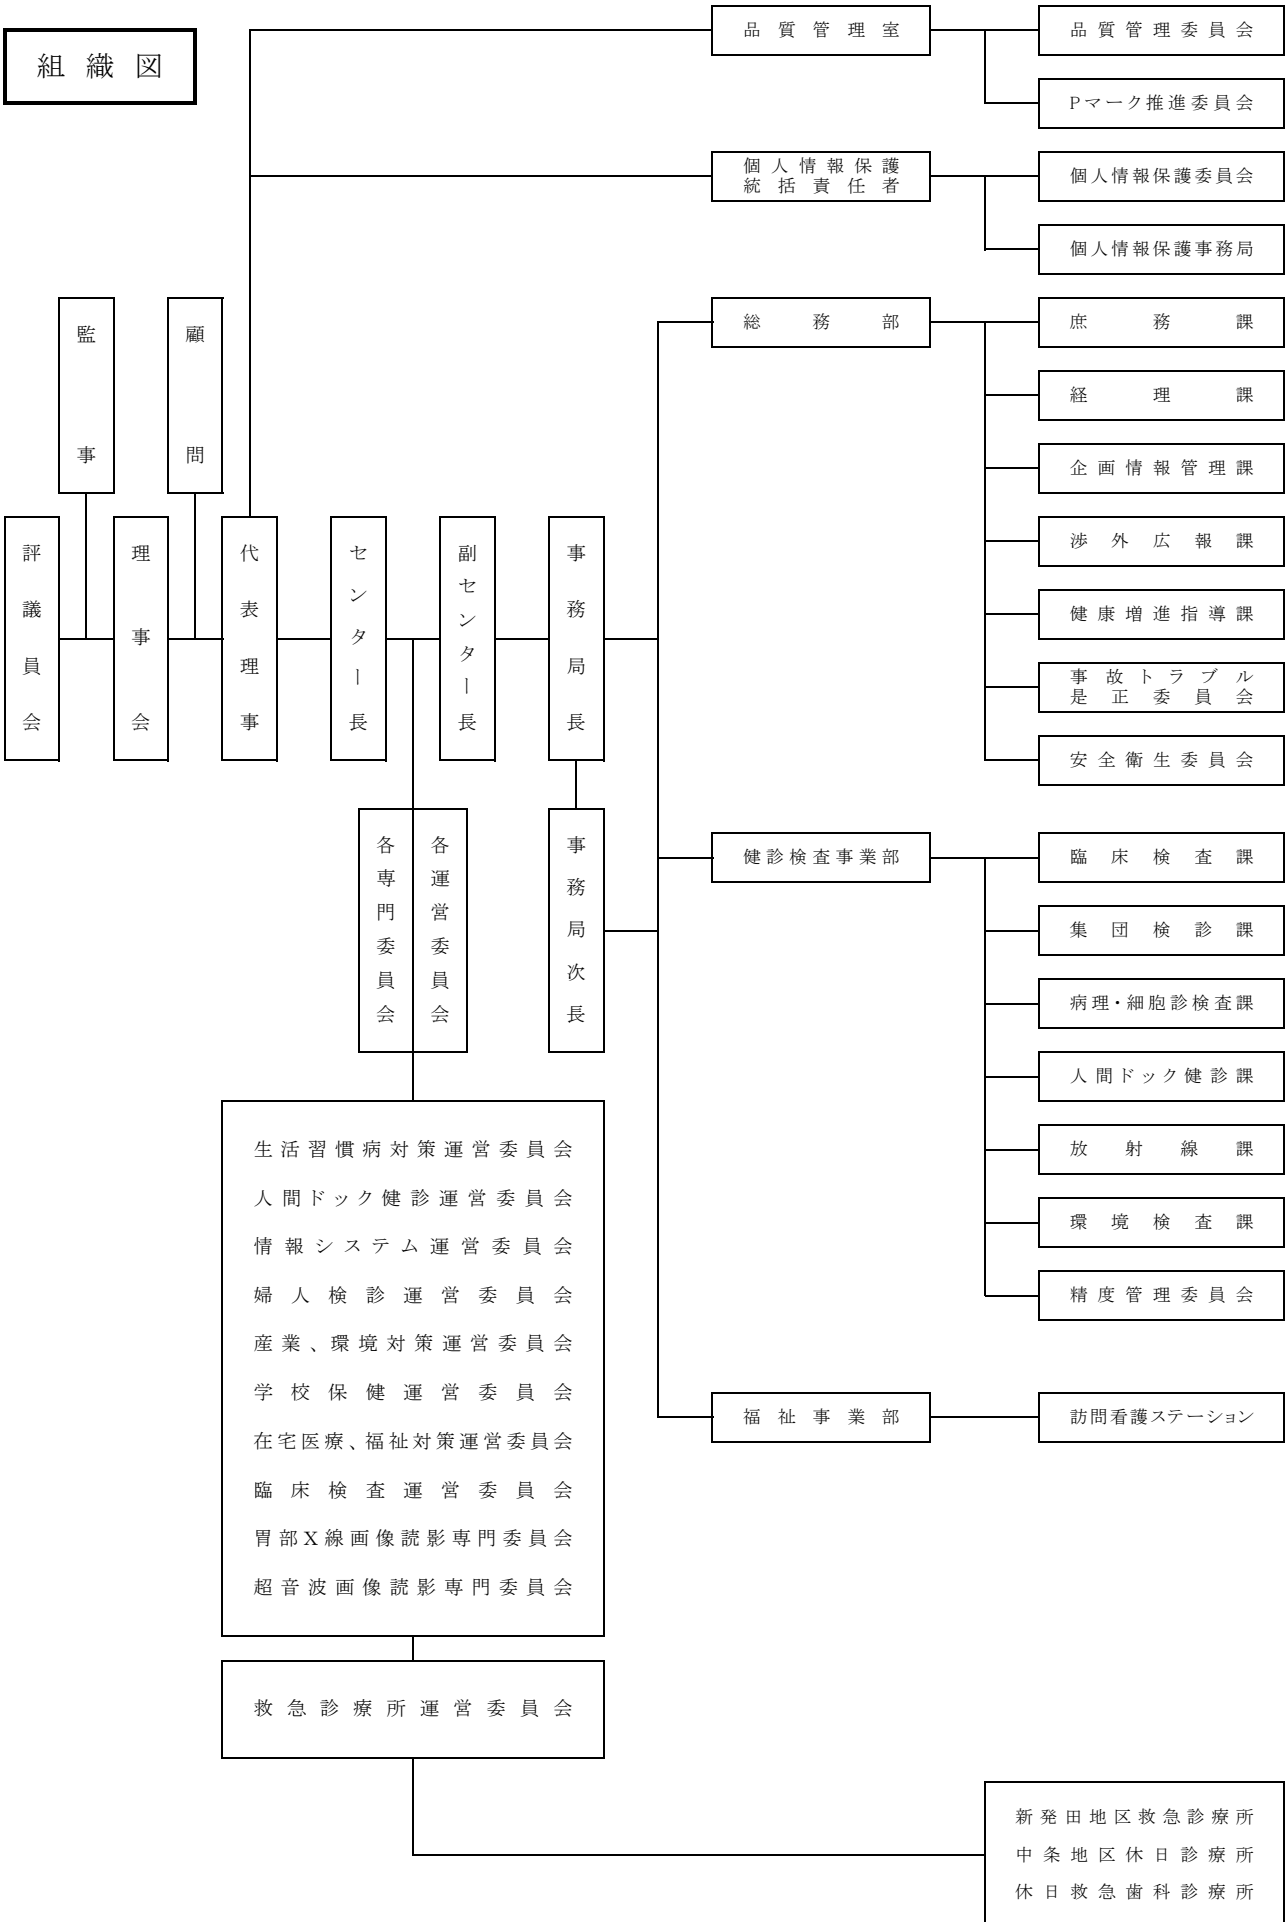 組織図
品質管理室
品質管理委員会
Pマーク推進委員会
個人情報保護
統括責任者
個人情報保護委員会
個人情報保護事務局
監事
顧問
評議員会
理事会
代表理事
センター長
副センター長
事務局長
総務部
庶務課
経理課
企画情報管理課
渉外広報課
健康増進指導課
事故トラブル
是正委員会
安全衛生委員会
各専門委員会
各運営委員会
事務局次長
健診検査事業部
臨床検査課
集団検診課
病理・細胞診検査課
人間ドック健診課
放射線課
環境検査課
精度管理委員会
福祉事業部
訪問看護ステーション
生活習慣病対策運営委員会
人間ドック健診運営委員会
情報システム運営委員会
婦人検診運営委員会
産業、環境対策運営委員会
学校保健運営委員会
在宅医療、福祉対策運営委員会
臨床検査運営委員会
胃部X線画像読影専門委員会
超音波画像読影専門委員会
救急診療所運営委員会
新発田地区救急診療所
中条地区休日診療所
休日救急歯科診療所